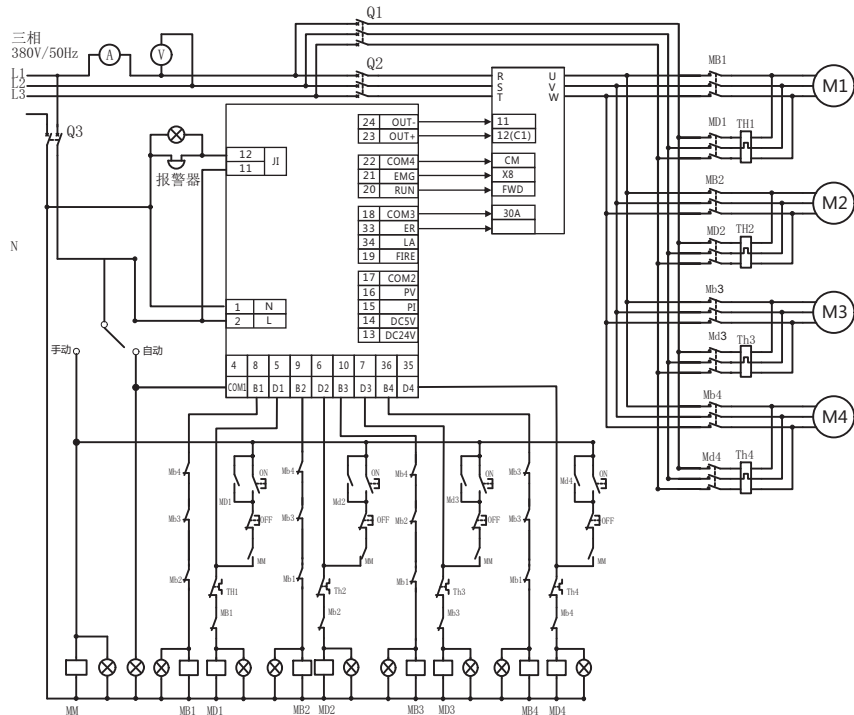 三相
380V/50Hz
L1
L2
L3
A
V
Q1
Q2
Q3
R U
S V
T W
MB1
M1
MD1 TH1
MB2
M2
MD2 TH2
Mb3
M3
Md3 Th3
Mb4
M4
Md4 Th4
报警器
12
11
JI
24 OUT-
23 OUT+
22 COM4
21 EMG
20 RUN
18 COM3
33 ER
34 LA
19 FIRE
17 COM2
16 PV
15 PI
14 DC5V
13 DC24V
11
12(C1)
CM
X8
FWD
30A
N
1 N
2 L
手动
自动
4 8 5 9 6 10 7 36 35
COM1 B1 D1 B2 D2 B3 D3 B4 D4
Mb4
Mb3
Mb2
MD1
ON
OFF
MM
TH1
MB1
Mb4
Mb3
Mb1
Md2
ON
OFF
MM
Th2
Mb2
Mb4
Mb2
Mb1
Md3
ON
OFF
MM
Th3
Mb3
Mb3
Mb2
Mb1
Md4
ON
OFF
MM
Th4
Mb4
MM MB1 MD1 MB2 MD2 MB3 MD3 MB4 MD4